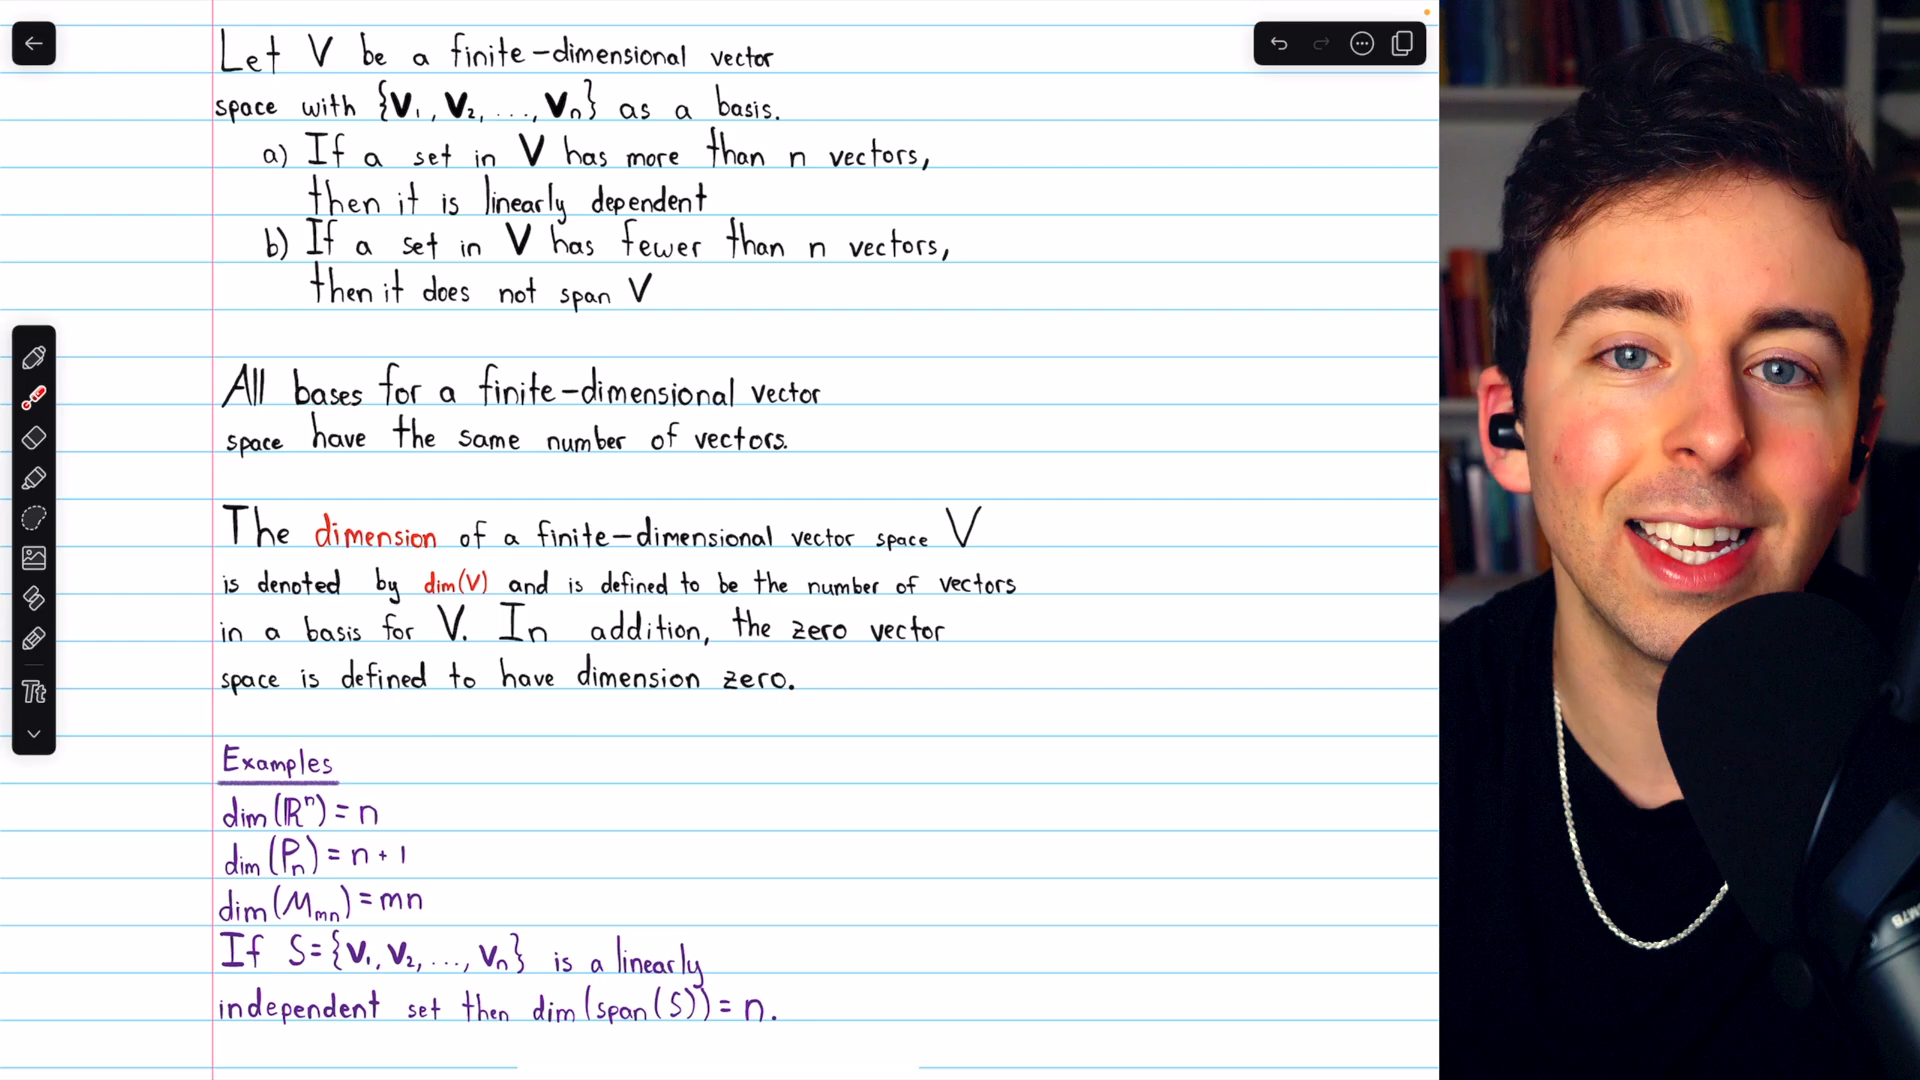 Let V be a finite-dimensional vector
space with {v₁, v₂, ..., vₙ} as a basis.
a) If a set in V has more than n vectors,
then it is linearly dependent
b) If a set in V has fewer than n vectors,
then it does not span V
All bases for a finite-dimensional vector
space have the same number of vectors.
The dimension of a finite-dimensional vector space V
is denoted by dim(V) and is defined to be the number of vectors
in a basis for V. In addition, the zero vector
space is defined to have dimension zero.
Examples
dim(ℝⁿ) = n
dim(Pₙ) = n + 1
dim(Mₘₙ) = mn
If S={v₁, v₂, ..., vₙ} is a linearly
independent set then dim(span(S)) = n.
Tt
SM7B